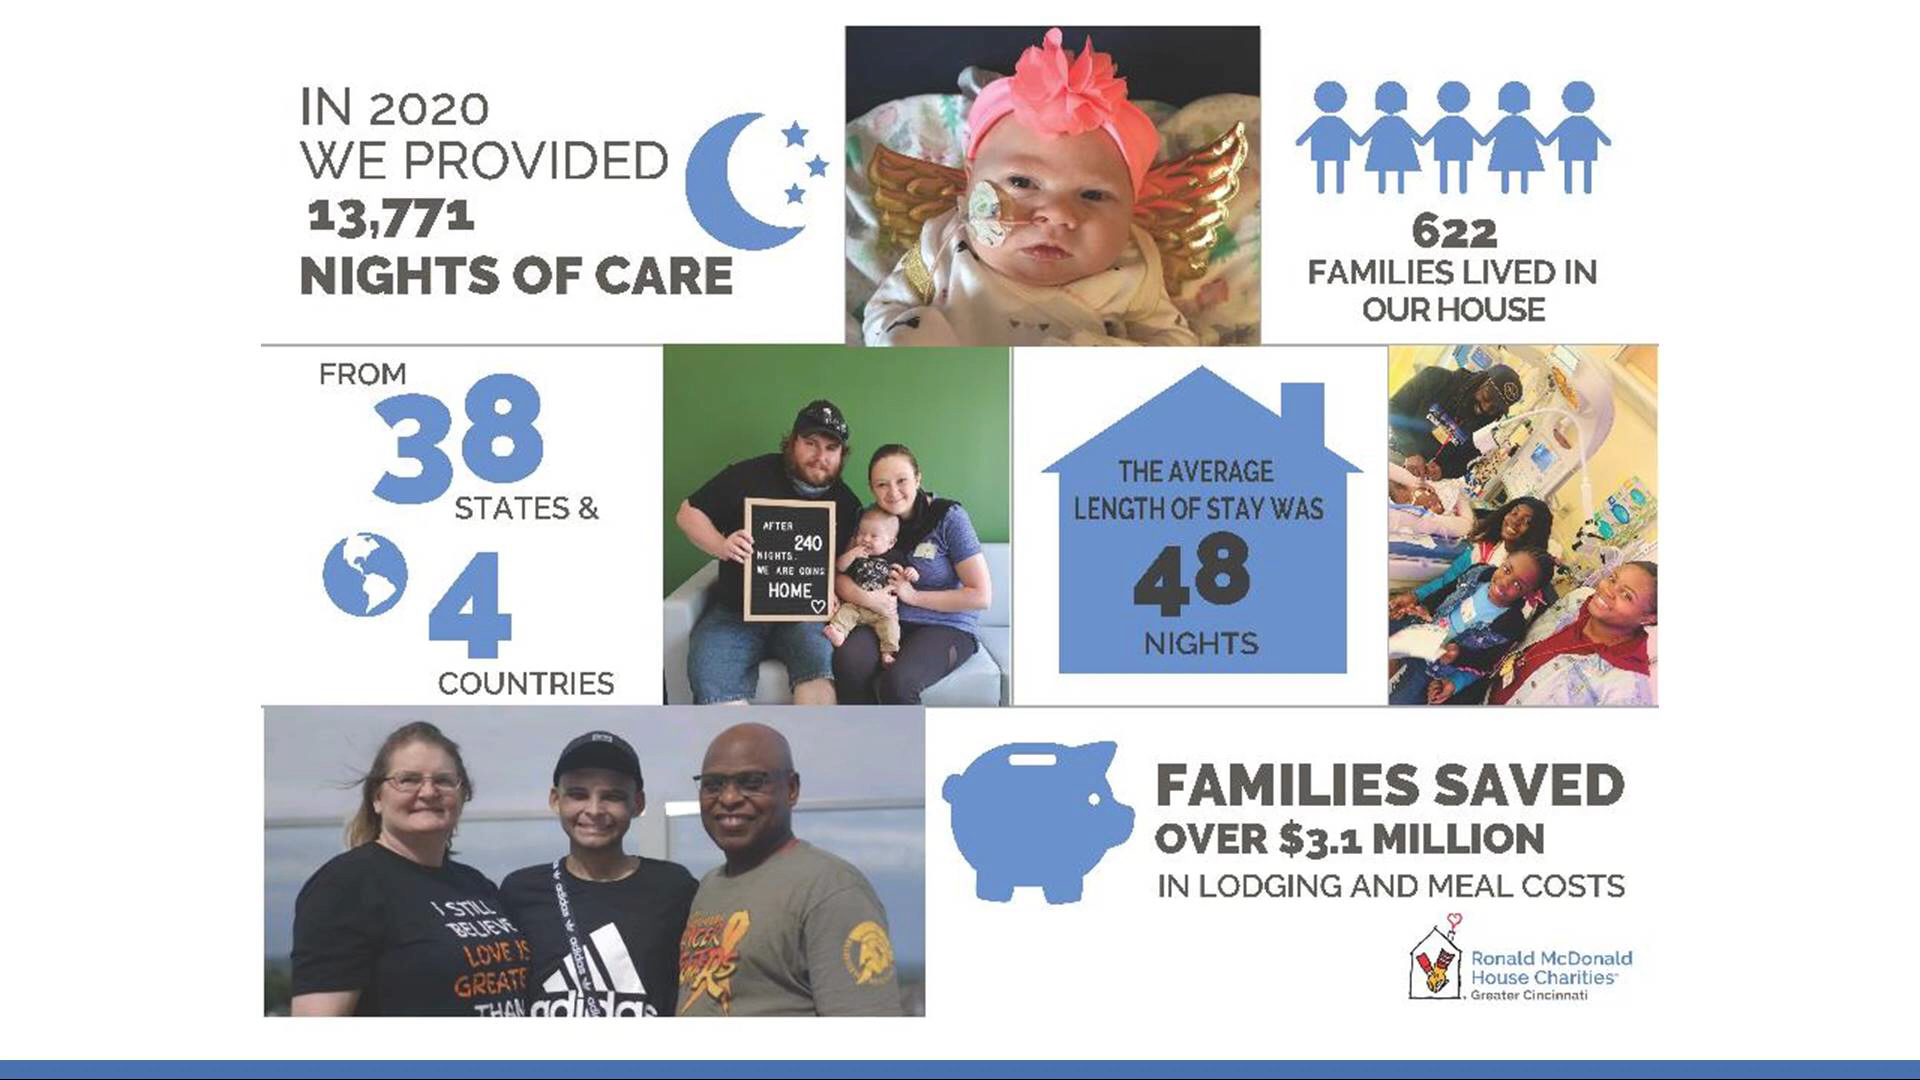 IN 2020
WE PROVIDED
13,771
NIGHTS OF CARE
622
FAMILIES LIVED IN
OUR HOUSE
FROM
38
STATES &
4
COUNTRIES
AFTER
240
NIGHTS.
WE ARE GOING
HOME
THE AVERAGE
LENGTH OF STAY WAS
48
NIGHTS
I STILL
BELIEVE
LOVE IS
GREATE
THAN
adidas
adidas
FAMILIES SAVED
OVER $3.1 MILLION
IN LODGING AND MEAL COSTS
Ronald McDonald
House Charities
Greater Cincinnati